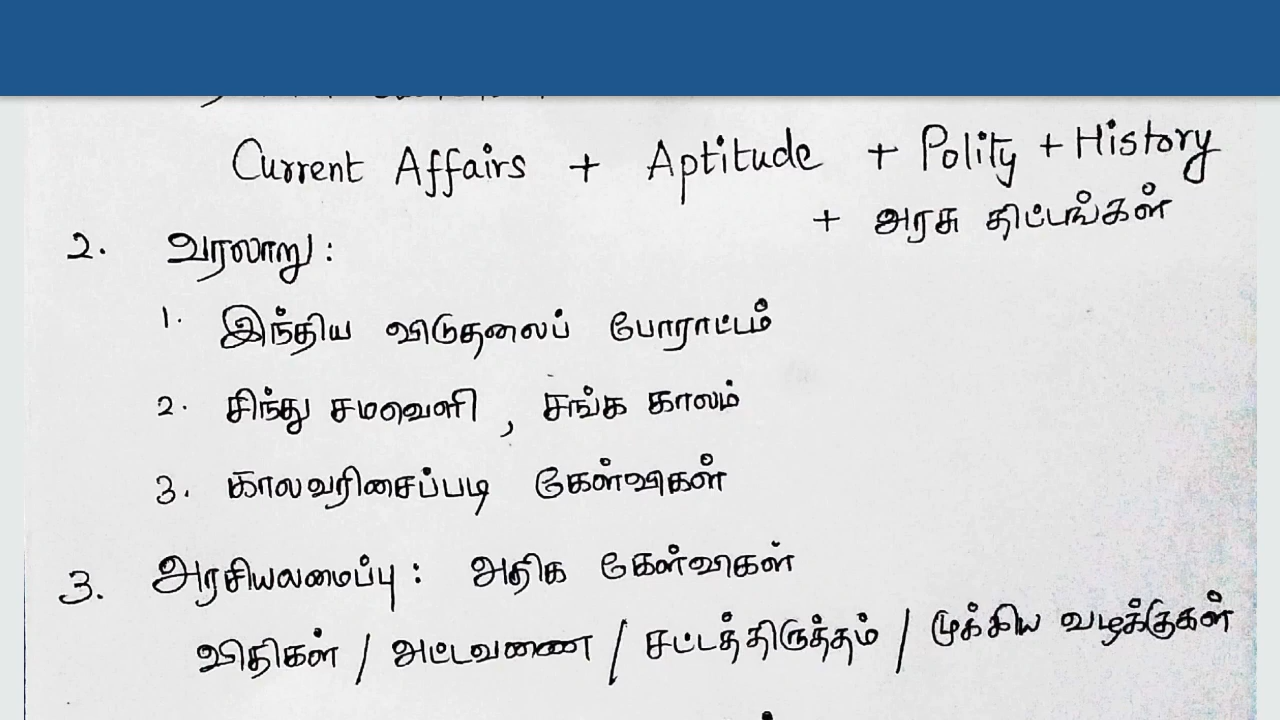 Current Affairs + Aptitude + Polity + History
+ அரசு திட்டங்கள்
2. வரலாறு :
1. இந்திய விடுதலைப் போராட்டம்
2. சிந்து சமவெளி , சங்க காலம்
3. காலவரிசைப்படி கேள்விகள்
3. அரசியலமைப்பு : அதிக கேள்விகள்
விதிகள் / அட்டவணை / சட்டத்திருத்தம் / முக்கிய வழக்குகள்